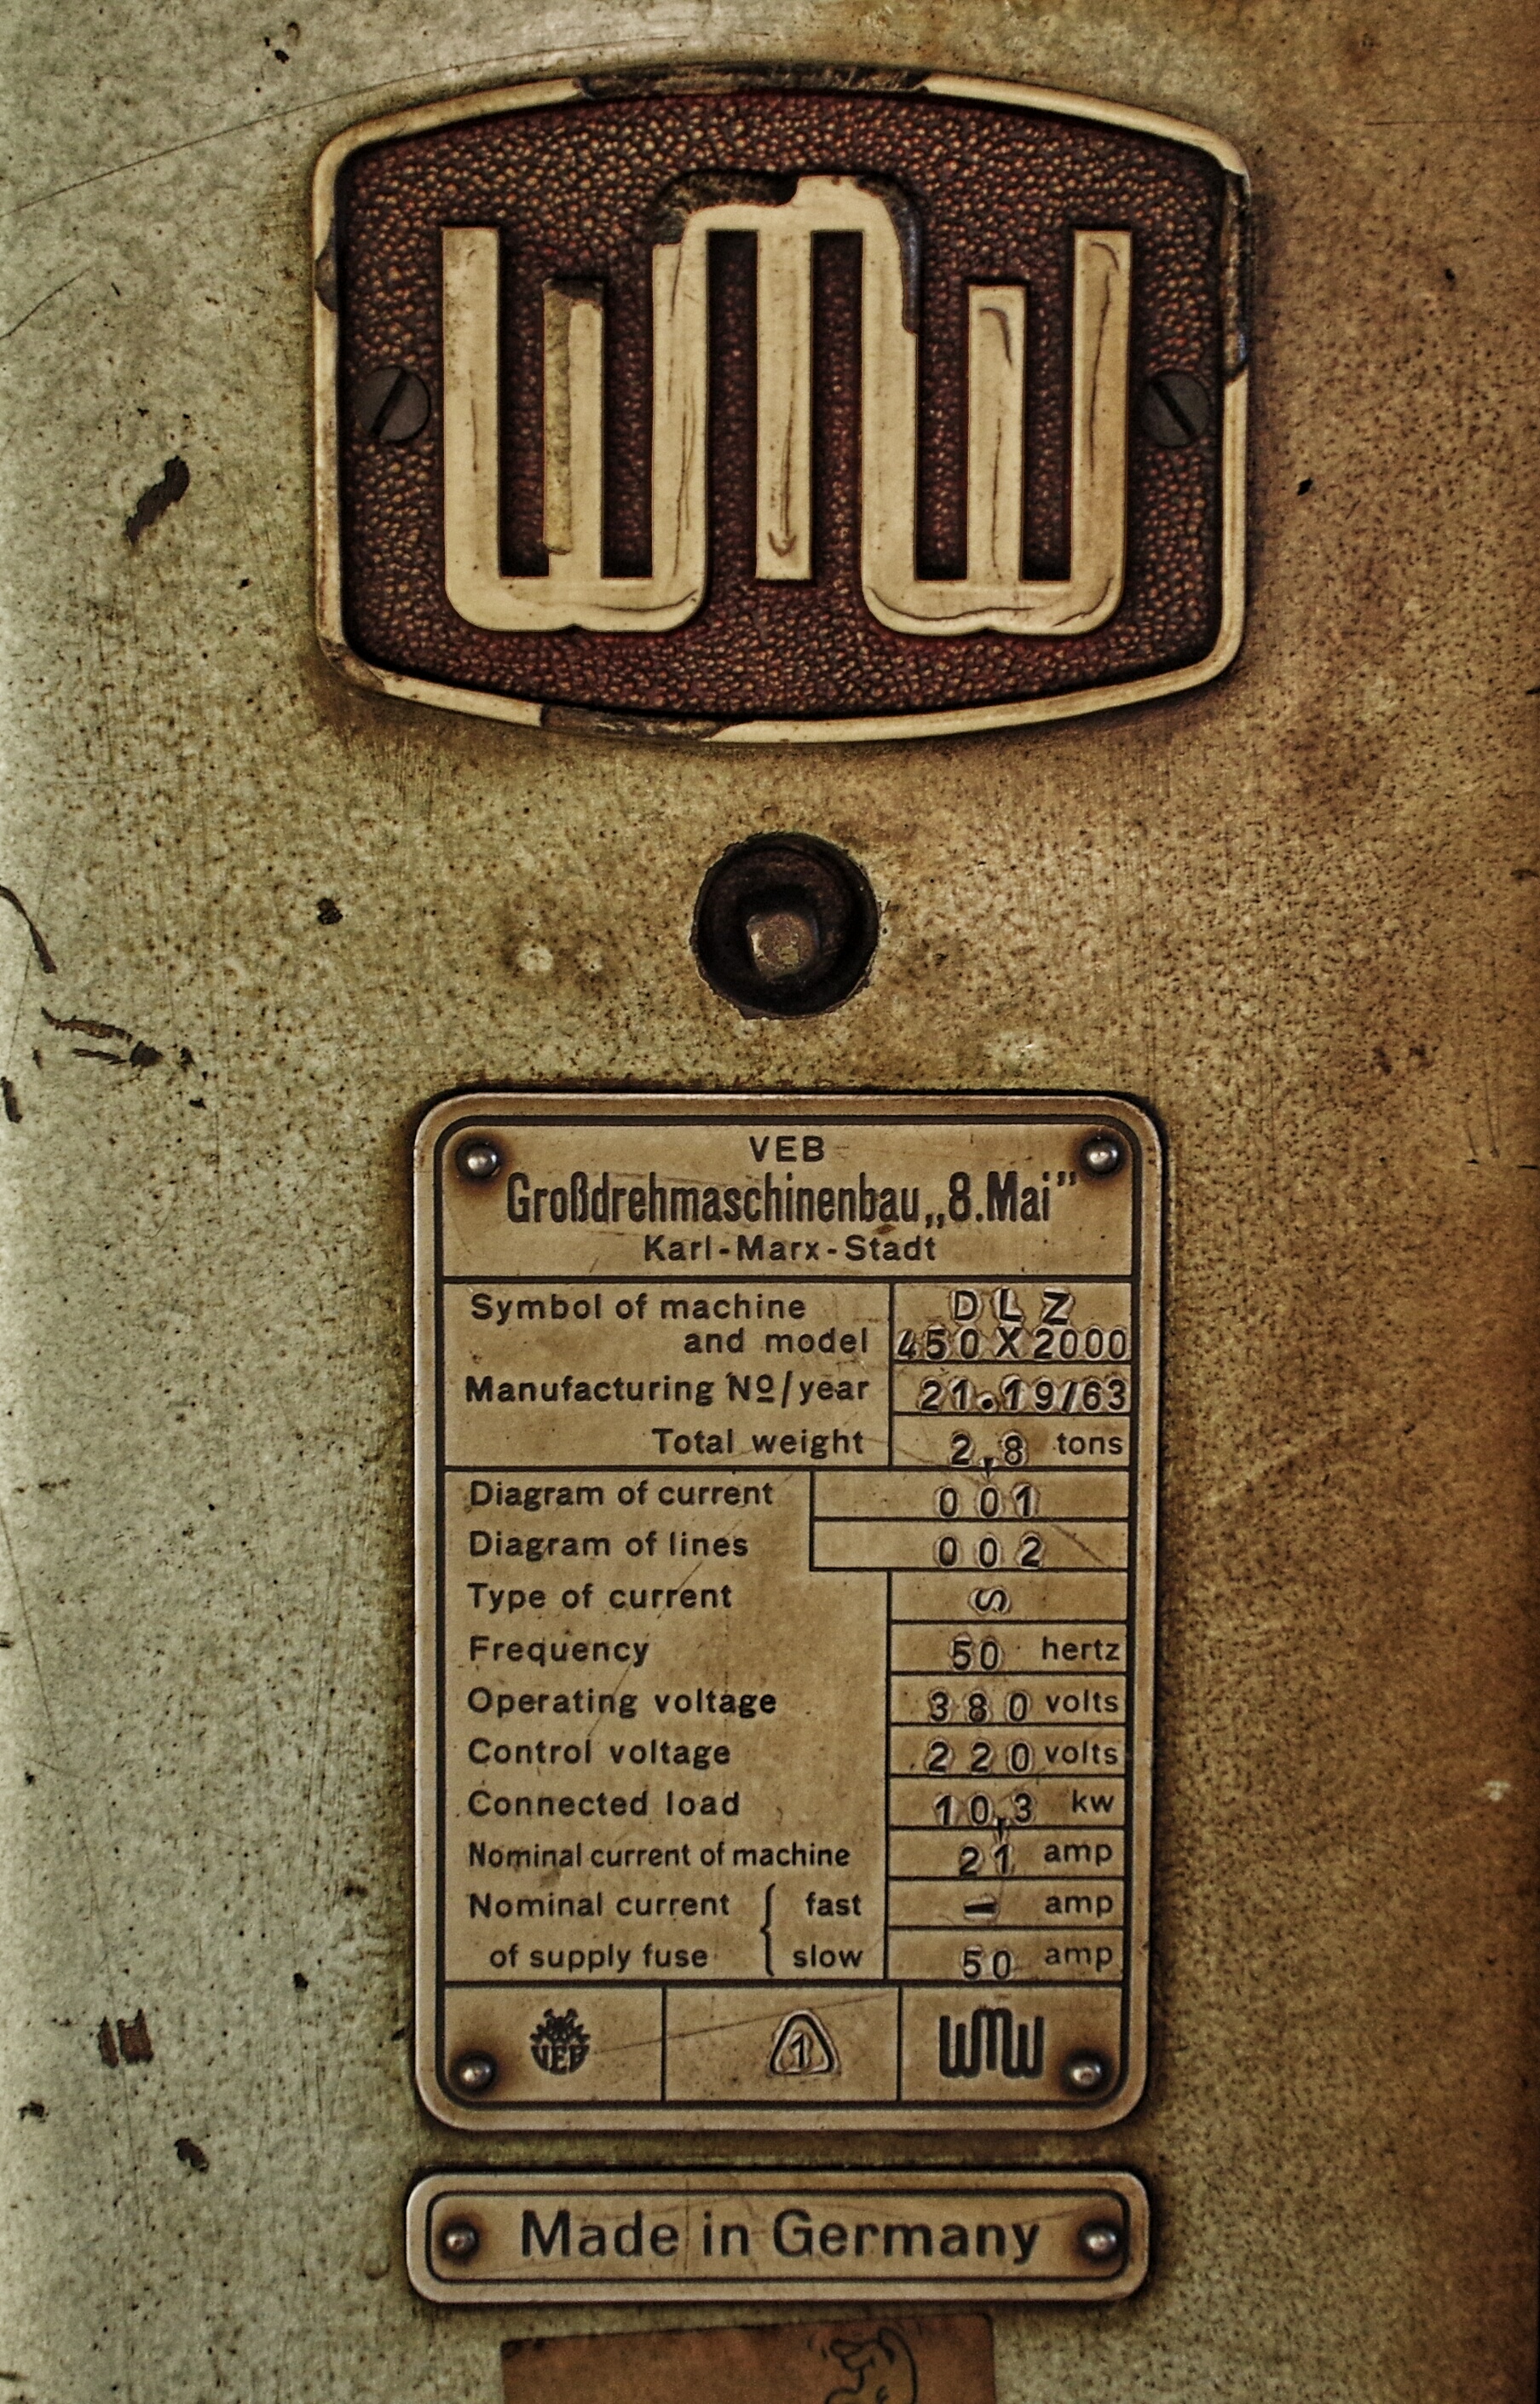 WMW
VEB
Großdrehmaschinenbau „8. Mai”
Karl-Marx-Stadt
Symbol of machine and model DLZ 450X2000
Manufacturing Nº/year 21.19/63
Total weight 2,8 tons
Diagram of current 001
Diagram of lines 002
Type of current ∽
Frequency 50 hertz
Operating voltage 380 volts
Control voltage 220 volts
Connected load 10,3 kw
Nominal current of machine 21 amp
Nominal current of supply fuse { fast – amp
slow 50 amp
VEB 1 WMW
Made in Germany